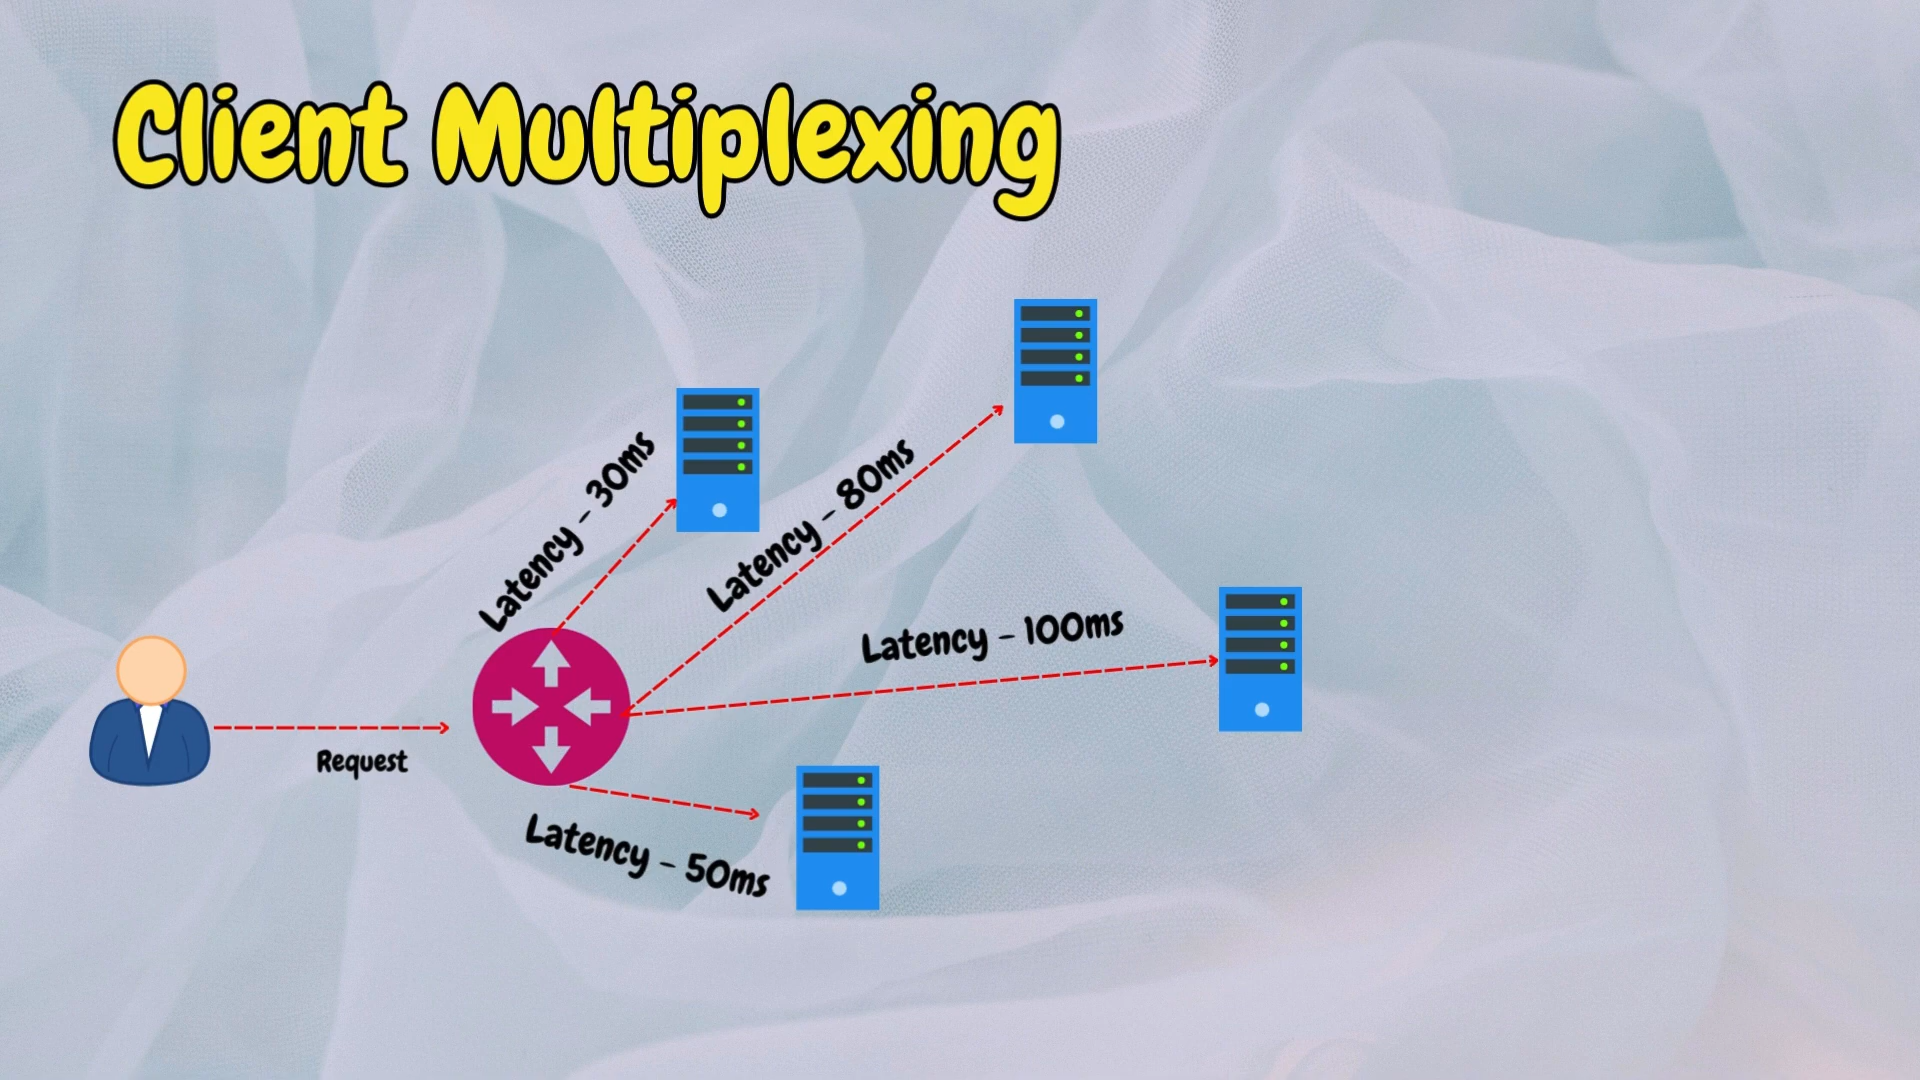 Client Multiplexing
Latency - 30ms
Latency - 80ms
Latency - 100ms
Request
Latency - 50ms